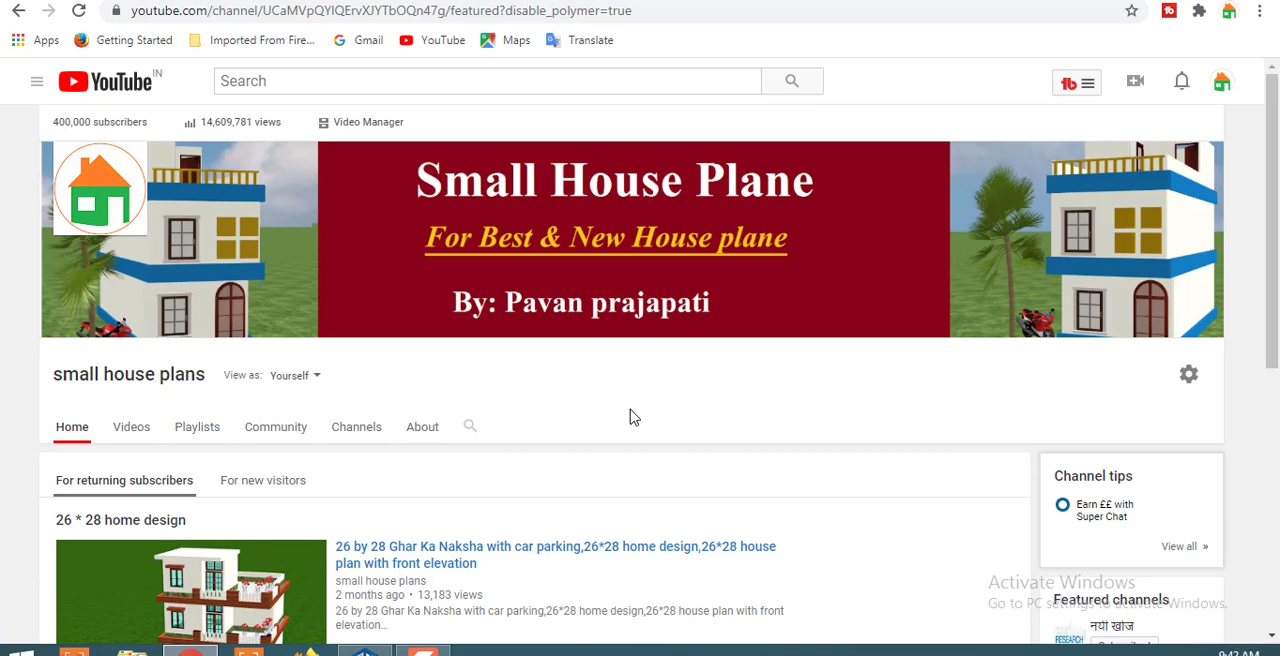 youtube.com/channel/UCaMVpQYlQErvXJYTbOQn47g/featured?disable_polymer=true
Apps Getting Started Imported From Fire... Gmail YouTube Maps Translate
YouTube IN Search
400,000 subscribers 14,609,781 views Video Manager
Small House Plane
For Best & New House plane
By: Pavan prajapati
small house plans View as: Yourself
Home Videos Playlists Community Channels About
For returning subscribers For new visitors
26 * 28 home design
26 by 28 Ghar Ka Naksha with car parking,26*28 home design,26*28 house
plan with front elevation
small house plans
2 months ago • 13,183 views
26 by 28 Ghar Ka Naksha with car parking,26*28 home design,26*28 house plan with front
elevation...
Channel tips
Earn ££ with
Super Chat
View all »
Activate Windows
Go to PC settings to activate Windows.
Featured channels
नयी खोज
RESEARCH
9:42 AM